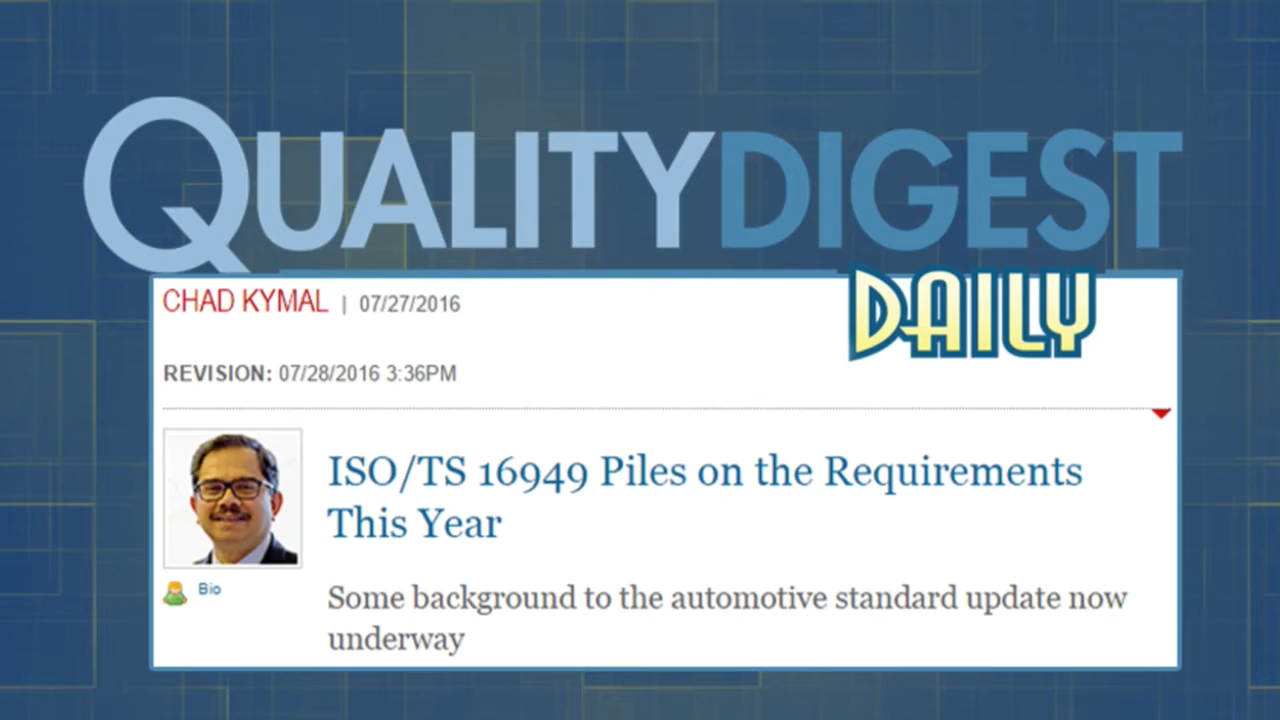 QUALITYDIGEST
DAILY
CHAD KYMAL | 07/27/2016
REVISION: 07/28/2016 3:36PM
ISO/TS 16949 Piles on the Requirements
This Year
Bio
Some background to the automotive standard update now
underway